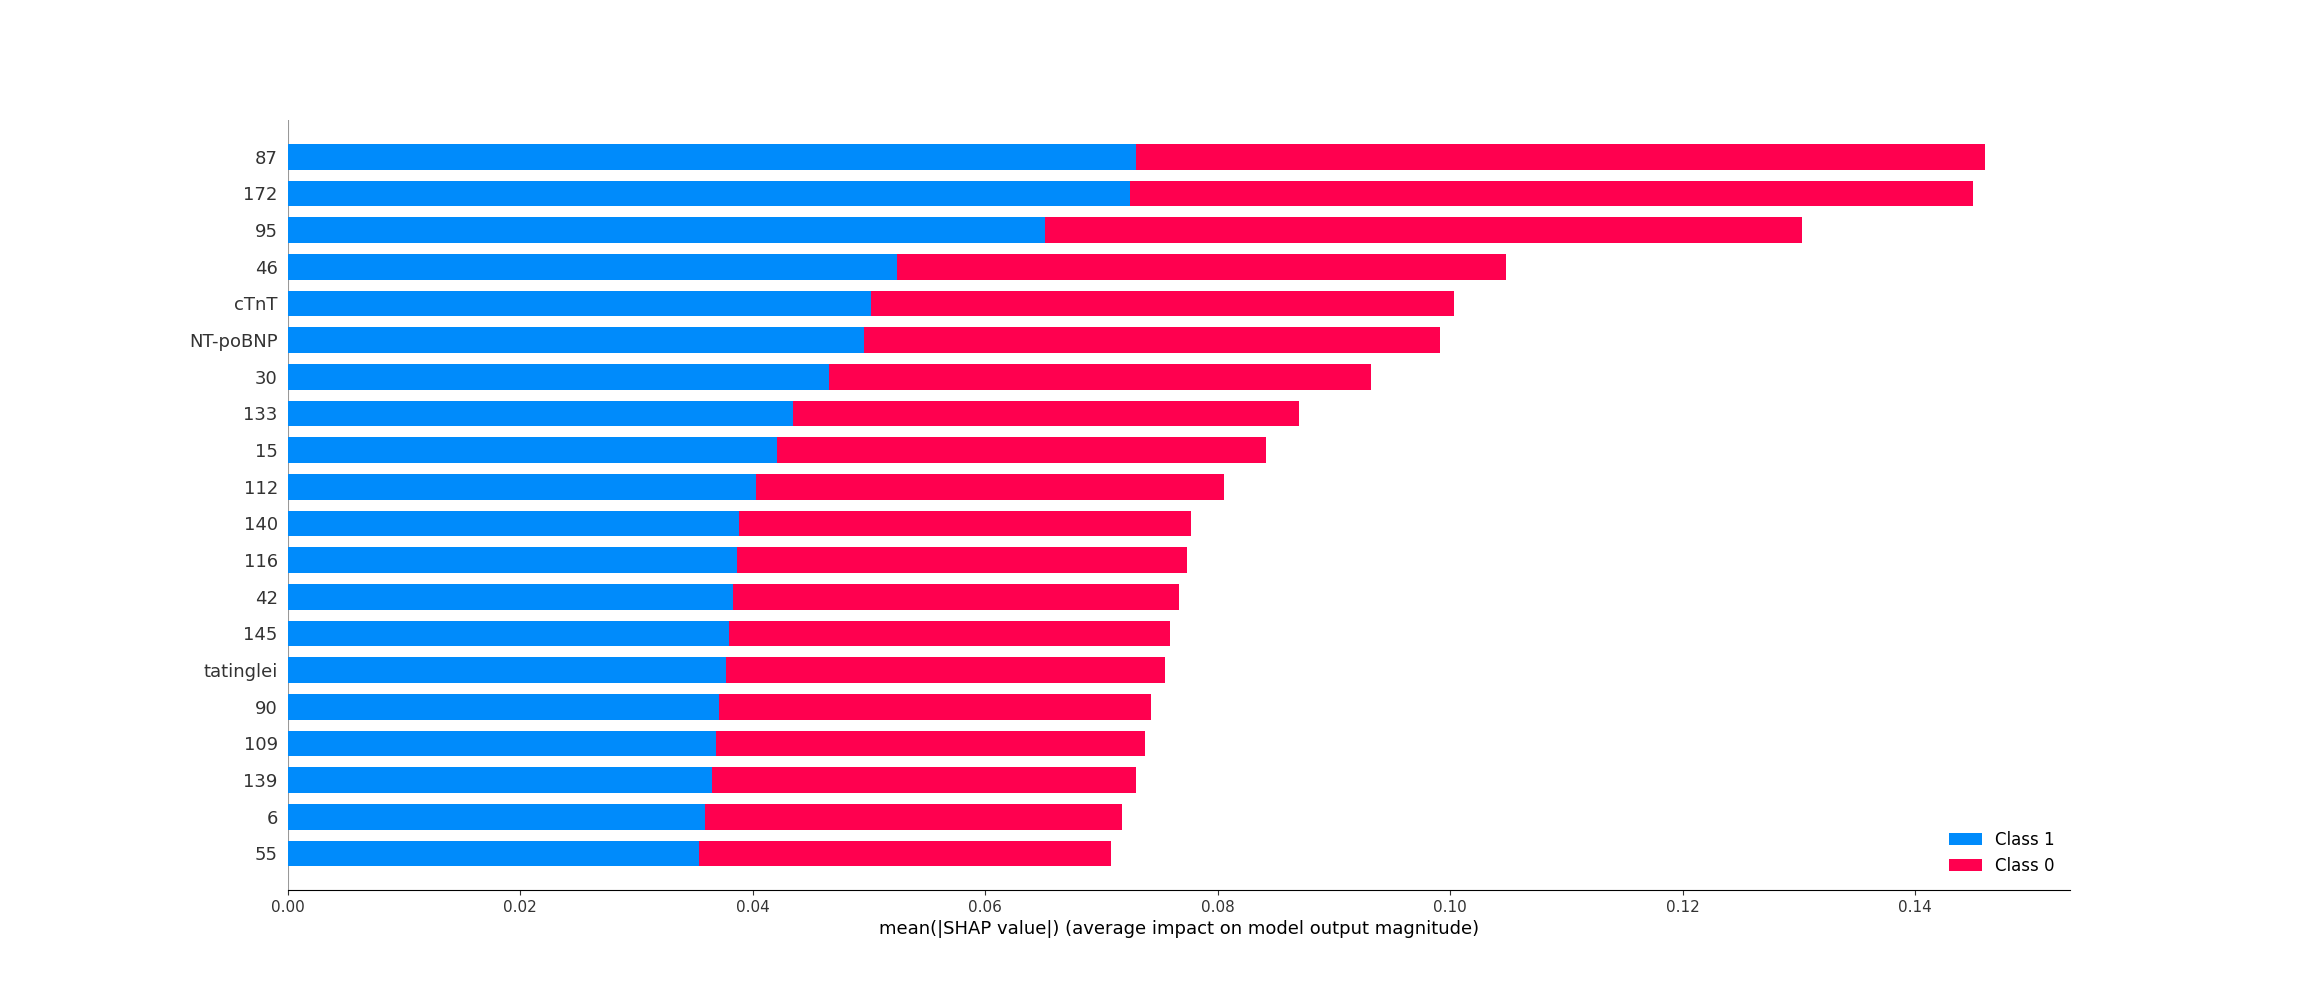 87
172
95
46
cTnT
NT-poBNP
30
133
15
112
140
116
42
145
tatinglei
90
109
139
6
55
Class 1
Class 0
0.00 0.02 0.04 0.06 0.08 0.10 0.12 0.14
mean(|SHAP value|) (average impact on model output magnitude)